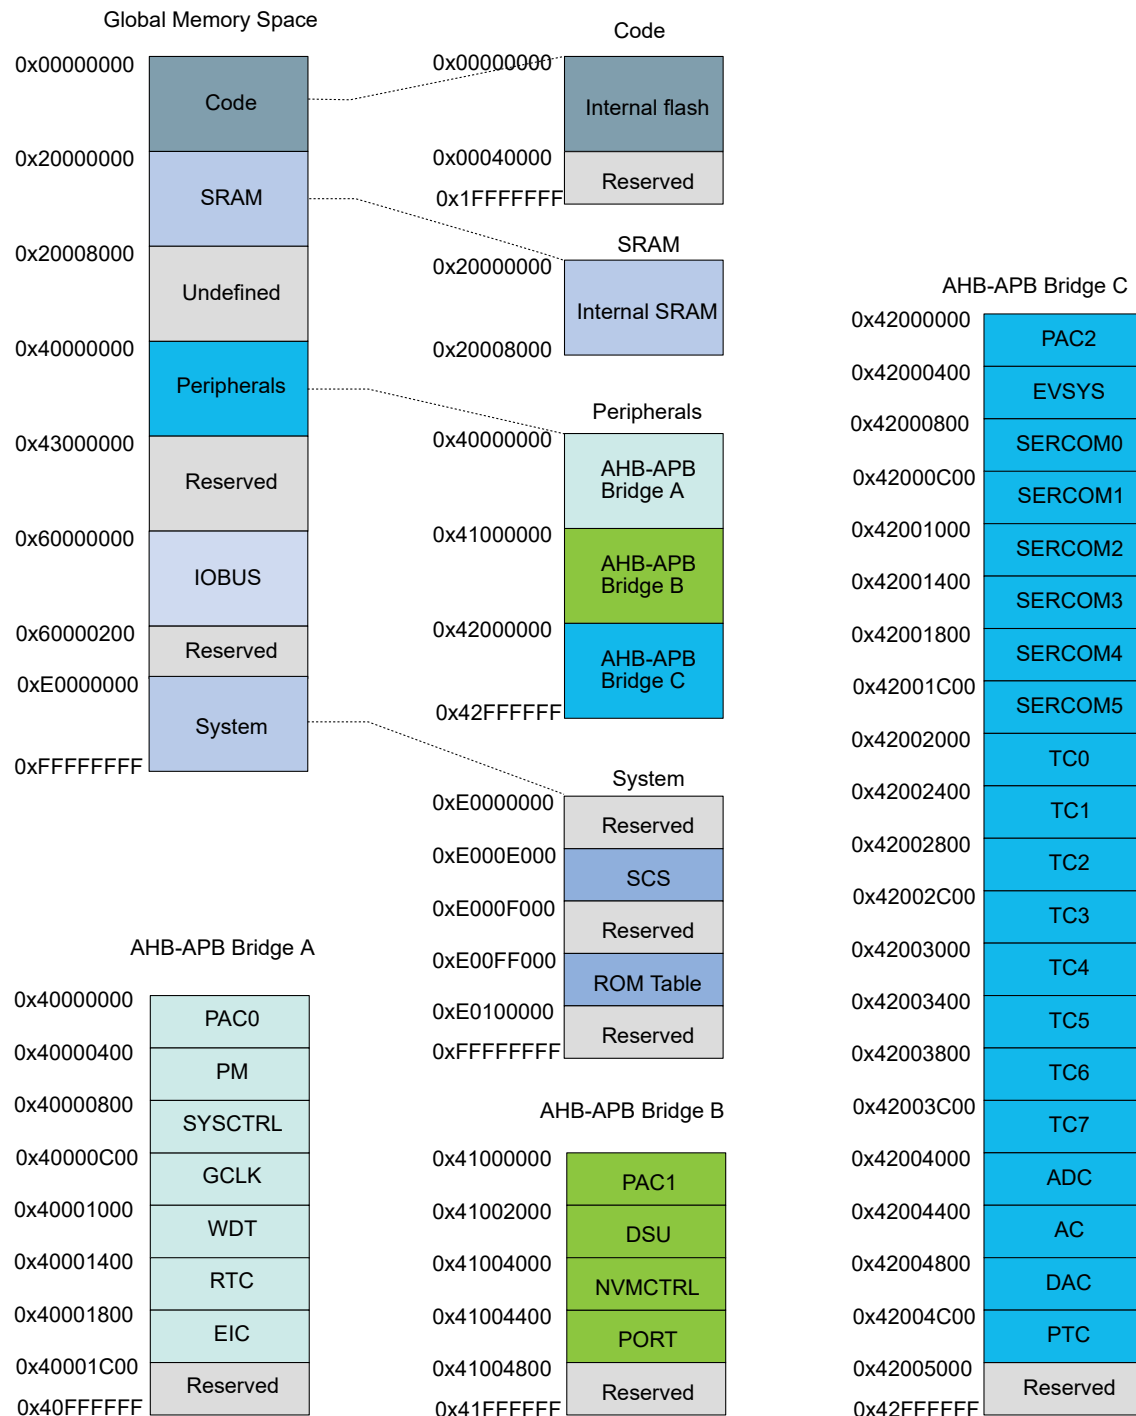 Global Memory Space
0x00000000
Code
0x20000000
SRAM
0x20008000
Undefined
0x40000000
Peripherals
0x43000000
Reserved
0x60000000
IOBUS
0x60000200
Reserved
0xE0000000
System
0xFFFFFFFF
Code
0x00000000
Internal flash
0x00040000
Reserved
0x1FFFFFFF
SRAM
0x20000000
Internal SRAM
0x20008000
Peripherals
0x40000000
AHB-APB
Bridge A
0x41000000
AHB-APB
Bridge B
0x42000000
AHB-APB
Bridge C
0x42FFFFFF
System
0xE0000000
Reserved
0xE000E000
SCS
0xE000F000
Reserved
0xE00FF000
ROM Table
0xE0100000
Reserved
0xFFFFFFFF
AHB-APB Bridge A
0x40000000
PAC0
0x40000400
PM
0x40000800
SYSCTRL
0x40000C00
GCLK
0x40001000
WDT
0x40001400
RTC
0x40001800
EIC
0x40001C00
Reserved
0x40FFFFFF
AHB-APB Bridge B
0x41000000
PAC1
0x41002000
DSU
0x41004000
NVMCTRL
0x41004400
PORT
0x41004800
Reserved
0x41FFFFFF
AHB-APB Bridge C
0x42000000
PAC2
0x42000400
EVSYS
0x42000800
SERCOM0
0x42000C00
SERCOM1
0x42001000
SERCOM2
0x42001400
SERCOM3
0x42001800
SERCOM4
0x42001C00
SERCOM5
0x42002000
TC0
0x42002400
TC1
0x42002800
TC2
0x42002C00
TC3
0x42003000
TC4
0x42003400
TC5
0x42003800
TC6
0x42003C00
TC7
0x42004000
ADC
0x42004400
AC
0x42004800
DAC
0x42004C00
PTC
0x42005000
Reserved
0x42FFFFFF